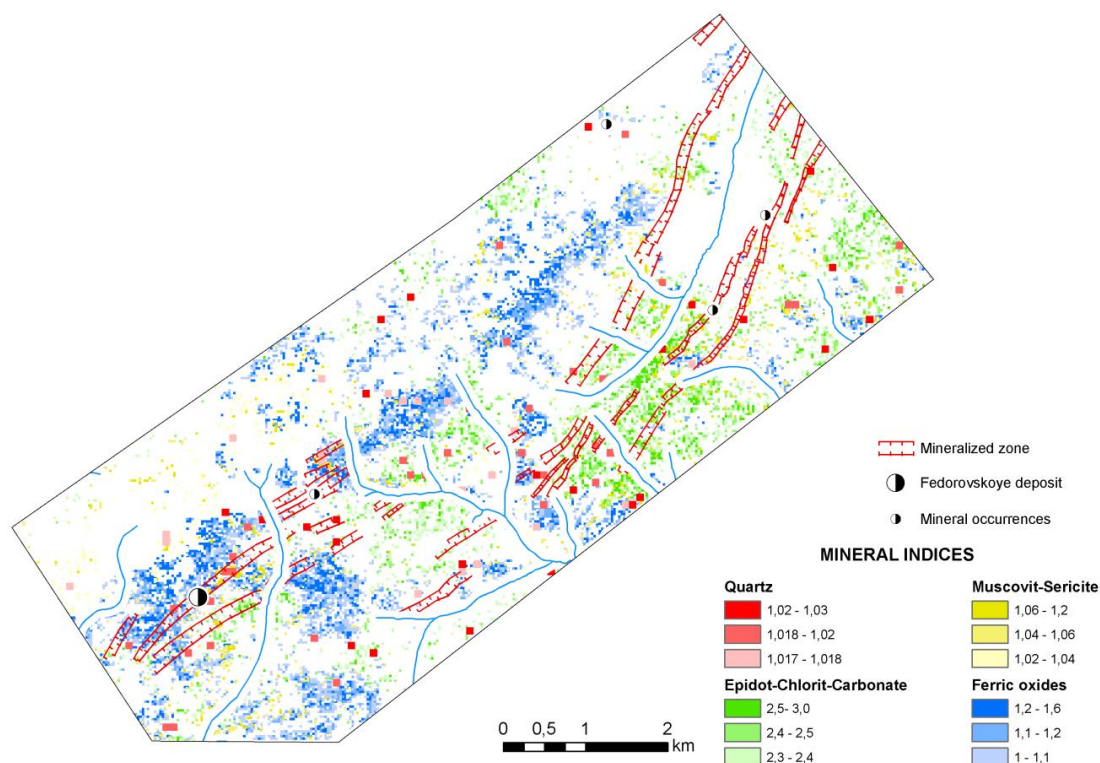 Mineralized zone
Fedorovskoye deposit
Mineral occurrences
MINERAL INDICES
Quartz
1,02 - 1,03
1,018 - 1,02
1,017 - 1,018
Muscovit-Sericite
1,06 - 1,2
1,04 - 1,06
1,02 - 1,04
Epidot-Chlorit-Carbonate
2,5- 3,0
2,4 - 2,5
2,3 - 2,4
Ferric oxides
1,2 - 1,6
1,1 - 1,2
1 - 1,1
0 0,5 1 2
km